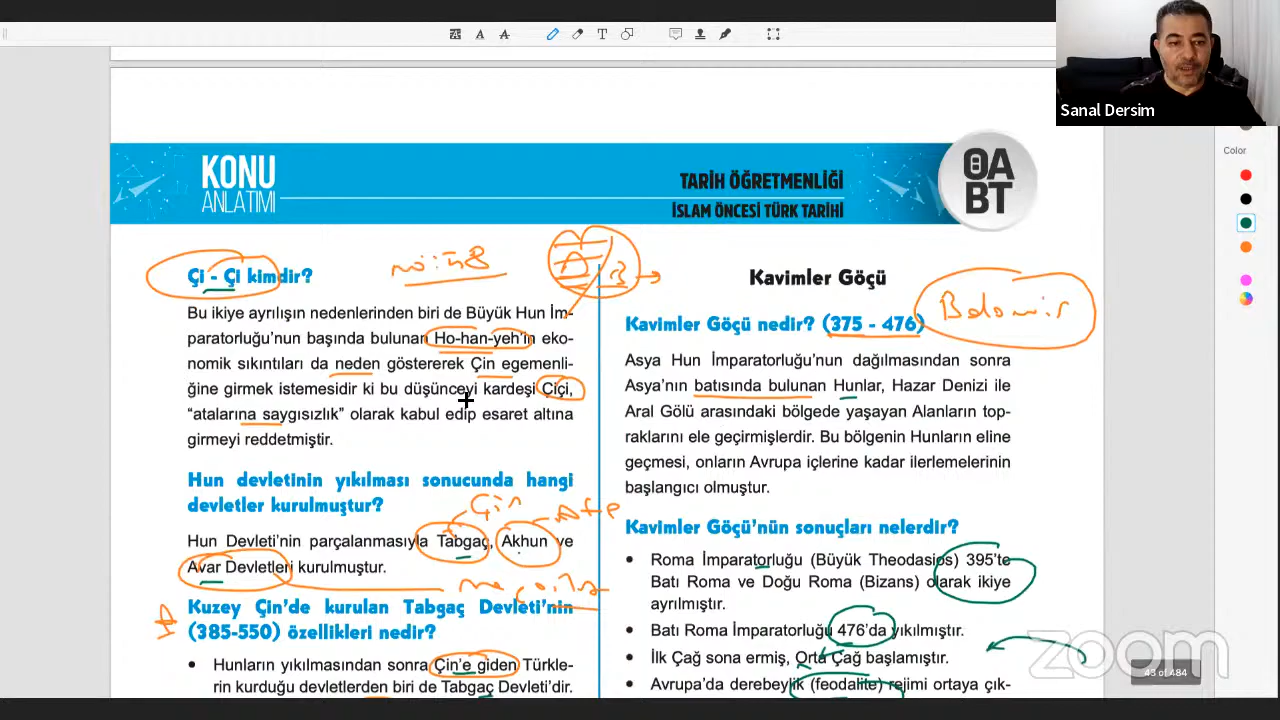 Sanal Dersim
Color
KONU
ANLATIMI
TARİH ÖĞRETMENLİĞİ
İSLAM ÖNCESİ TÜRK TARİHİ
ÖA
BT
Çi - Çi kimdir?
Bu ikiye ayrılışın nedenlerinden biri de Büyük Hun İm-
paratorluğu’nun başında bulunan Ho-han-yeh’in eko-
nomik sıkıntıları da neden göstererek Çin egemenli-
ğine girmek istemesidir ki bu düşünceyi kardeşi Çiçi,
“atalarına saygısızlık” olarak kabul edip esaret altına
girmeyi reddetmiştir.
Hun devletinin yıkılması sonucunda hangi
devletler kurulmuştur?
Çin
Hun Devleti’nin parçalanmasıyla Tabgaç, Akhun ve
Avar Devletleri kurulmuştur.
Kuzey Çin’de kurulan Tabgaç Devleti’nin
(385-550) özellikleri nedir?
• Hunların yıkılmasından sonra Çin’e giden Türkle-
rin kurduğu devletlerden biri de Tabgaç Devleti’dir.
Kavimler Göçü
Kavimler Göçü nedir? (375 - 476)
Balamir
Asya Hun İmparatorluğu’nun dağılmasından sonra
Asya’nın batısında bulunan Hunlar, Hazar Denizi ile
Aral Gölü arasındaki bölgede yaşayan Alanların top-
raklarını ele geçirmişlerdir. Bu bölgenin Hunların eline
geçmesi, onların Avrupa içlerine kadar ilerlemelerinin
başlangıcı olmuştur.
Kavimler Göçü’nün sonuçları nelerdir?
• Roma İmparatorluğu (Büyük Theodasios) 395’te
Batı Roma ve Doğu Roma (Bizans) olarak ikiye
ayrılmıştır.
• Batı Roma İmparatorluğu 476’da yıkılmıştır.
• İlk Çağ sona ermiş, Orta Çağ başlamıştır.
• Avrupa’da derebeylik (feodalite) rejimi ortaya çık-
zoom
43 of 484